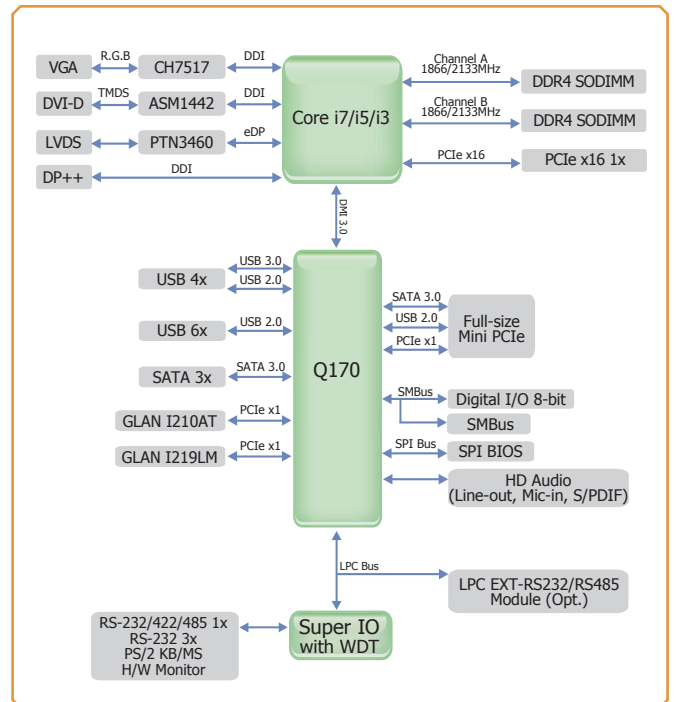 VGA
R.G.B
CH7517
DDI
DVI-D
TMDS
ASM1442
DDI
LVDS
PTN3460
eDP
DP++
DDI
Core i7/i5/i3
Channel A
1866/2133MHz
DDR4 SODIMM
Channel B
1866/2133MHz
DDR4 SODIMM
PCIe x16
PCIe x16 1x
DMI 3.0
USB 4x
USB 3.0
USB 2.0
USB 6x
USB 2.0
SATA 3x
SATA 3.0
GLAN I210AT
PCIe x1
GLAN I219LM
PCIe x1
Q170
SATA 3.0
USB 2.0
PCIe x1
Full-size
Mini PCIe
SMBus
Digital I/O 8-bit
SMBus
SPI Bus
SPI BIOS
HD Audio
(Line-out, Mic-in, S/PDIF)
LPC Bus
LPC EXT-RS232/RS485
Module (Opt.)
RS-232/422/485 1x
RS-232 3x
PS/2 KB/MS
H/W Monitor
Super IO
with WDT